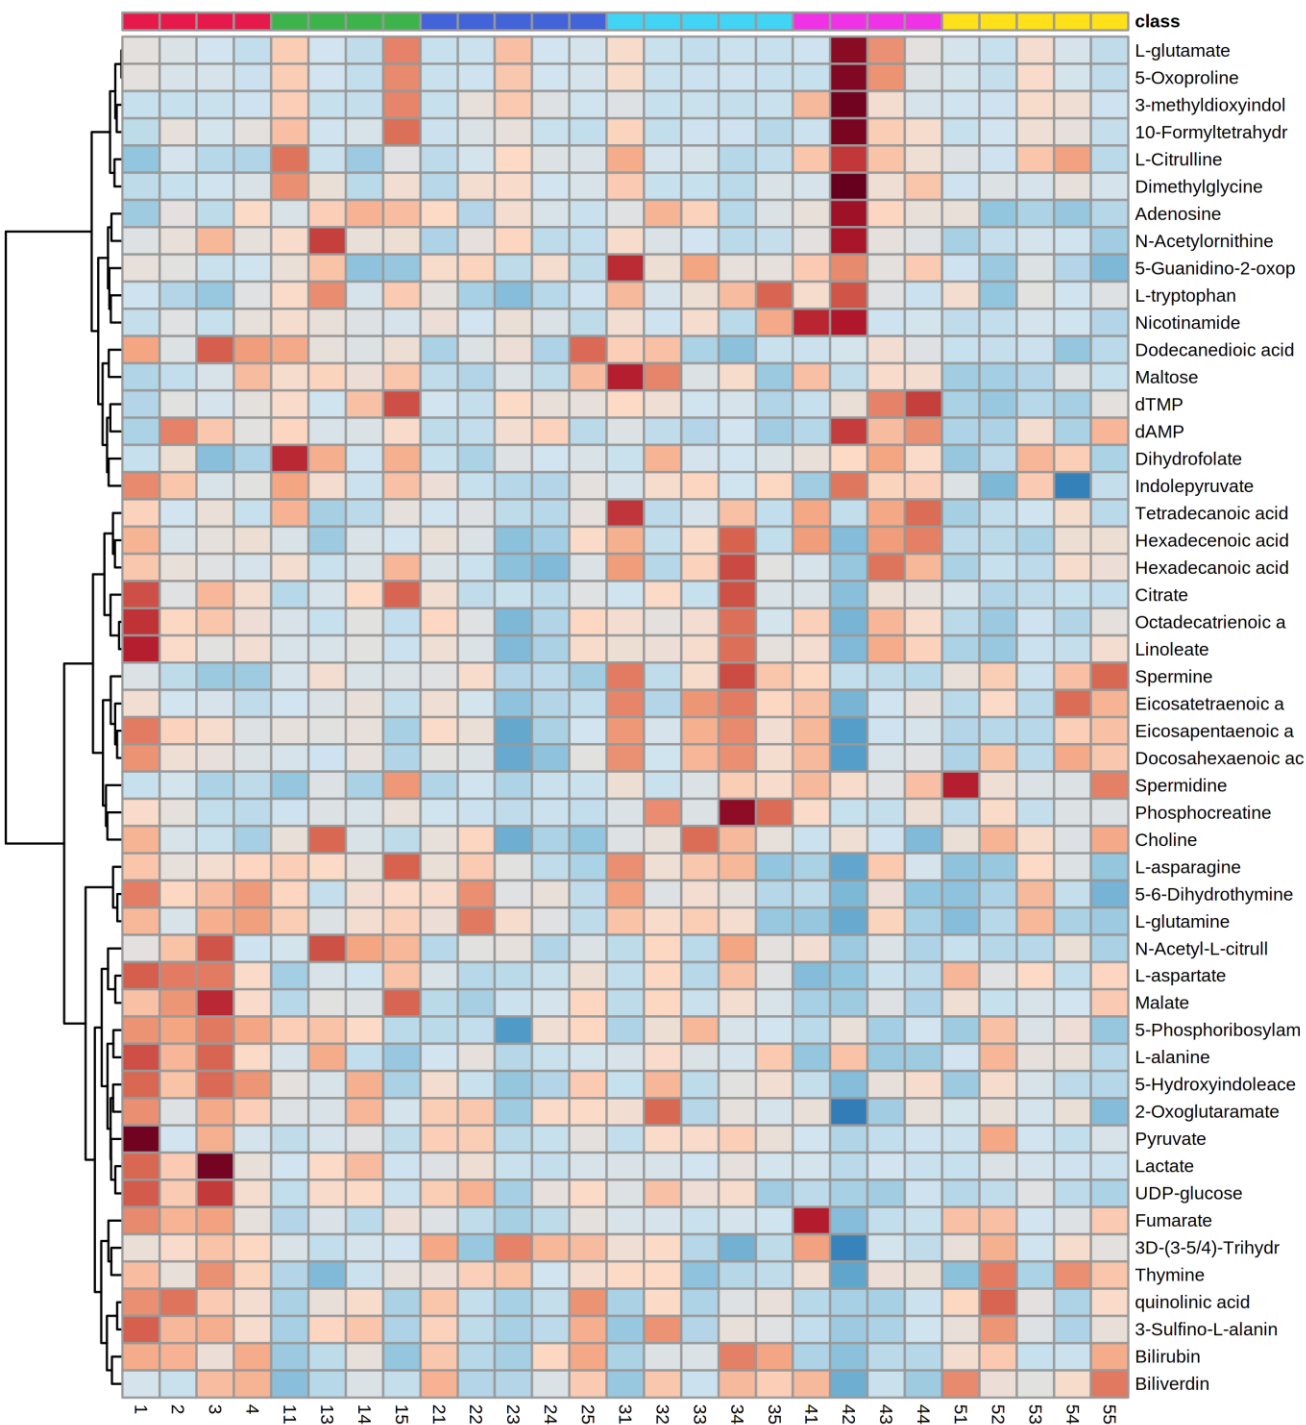 class
L-glutamate
5-Oxoproline
3-methyldioxyindol
10-Formyltetrahydr
L-Citrulline
Dimethylglycine
Adenosine
N-Acetylornithine
5-Guanidino-2-oxop
L-tryptophan
Nicotinamide
Dodecanedioic acid
Maltose
dTMP
dAMP
Dihydrofolate
Indolepyruvate
Tetradecanoic acid
Hexadecenoic acid
Hexadecanoic acid
Citrate
Octadecatrienoic a
Linoleate
Spermine
Eicosatetraenoic a
Eicosapentaenoic a
Docosahexaenoic ac
Spermidine
Phosphocreatine
Choline
L-asparagine
5-6-Dihydrothymine
L-glutamine
N-Acetyl-L-citrull
L-aspartate
Malate
5-Phosphoribosylam
L-alanine
5-Hydroxyindoleace
2-Oxoglutaramate
Pyruvate
Lactate
UDP-glucose
Fumarate
3D-(3-5/4)-Trihydr
Thymine
quinolinic acid
3-Sulfino-L-alanin
Bilirubin
Biliverdin
1 2 3 4 11 13 14 15 21 22 23 24 25 31 32 33 34 35 41 42 43 44 51 52 53 54 55